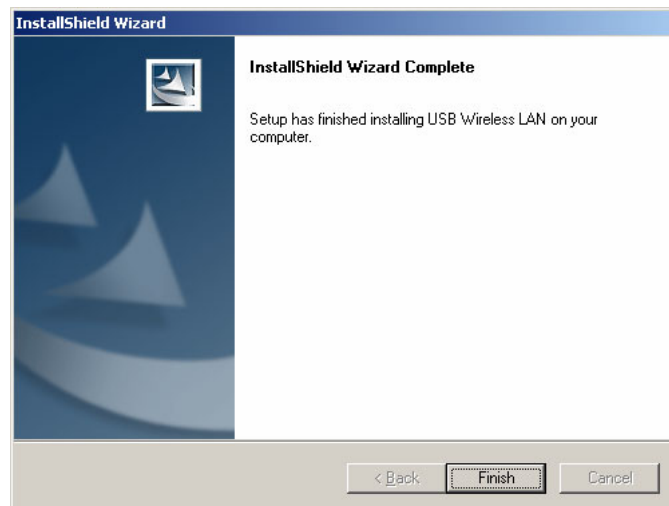 InstallShield Wizard
InstallShield Wizard Complete
Setup has finished installing USB Wireless LAN on your
computer.
< Back
Finish
Cancel